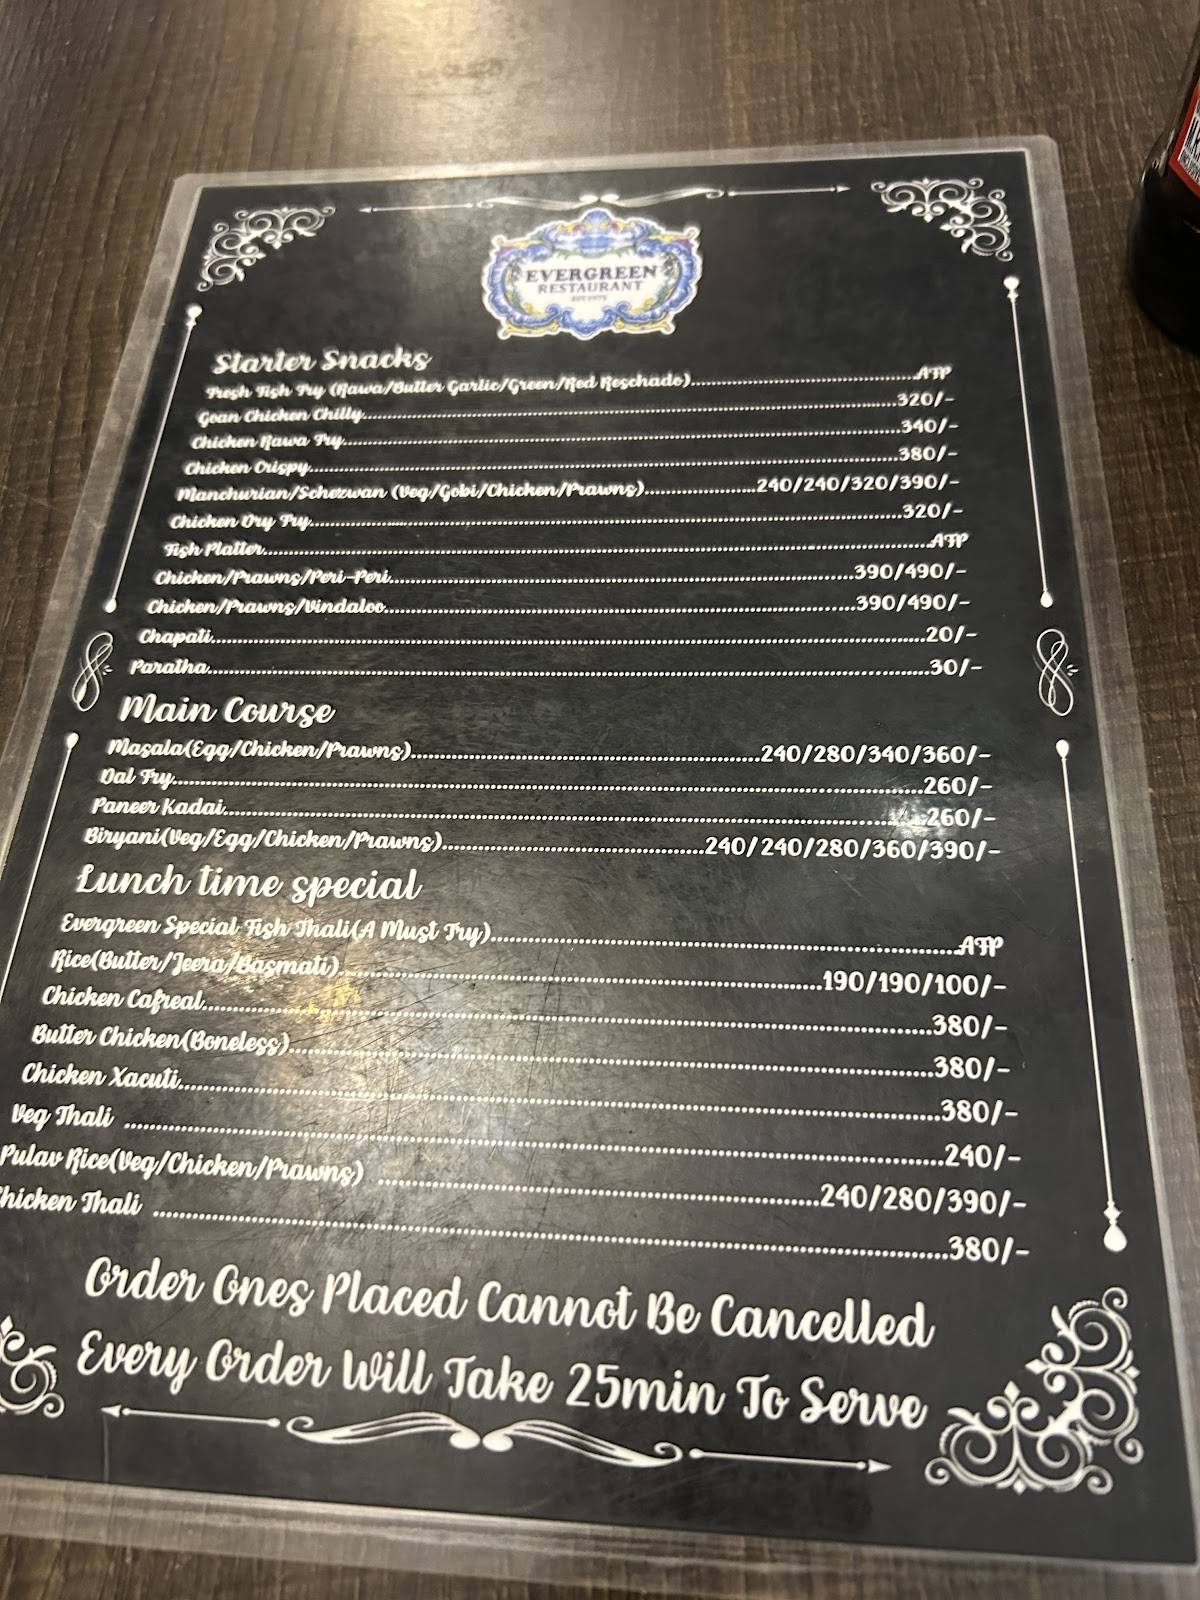 EVERGREEN
RESTAURANT
EST 1975
Starter Snacks
Fresh Fish Fry (Rawa/Butter Garlic/Green/Red Reschado)........ATP
Goan Chicken Chilly........320/-
Chicken Rawa Fry........340/-
Chicken Crispy........380/-
Manchurian/Schezwan (Veg/Gobi/Chicken/Prawns)........240/240/320/390/-
Chicken Dry Fry........320/-
Fish Platter........ATP
Chicken/Prawns/Peri-Peri........390/490/-
Chicken/Prawns/Vindaloo........390/490/-
Chapati........20/-
Paratha........30/-
Main Course
Masala(Egg/Chicken/Prawns)........240/280/340/360/-
Dal Fry........260/-
Paneer Kadai........260/-
Biryani(Veg/Egg/Chicken/Prawns)........240/240/280/360/390/-
Lunch time special
Evergreen Special Fish Thali(A Must Try)........ATP
Rice(Butter/Jeera/Basmati)........190/190/100/-
Chicken Cafreal........380/-
Butter Chicken(Boneless)........380/-
Chicken Xacuti........380/-
Veg Thali ........240/-
Pulav Rice(Veg/Chicken/Prawns) ........240/280/390/-
Chicken Thali ........380/-
Order Ones Placed Cannot Be Cancelled
Every Order Will Take 25min To Serve